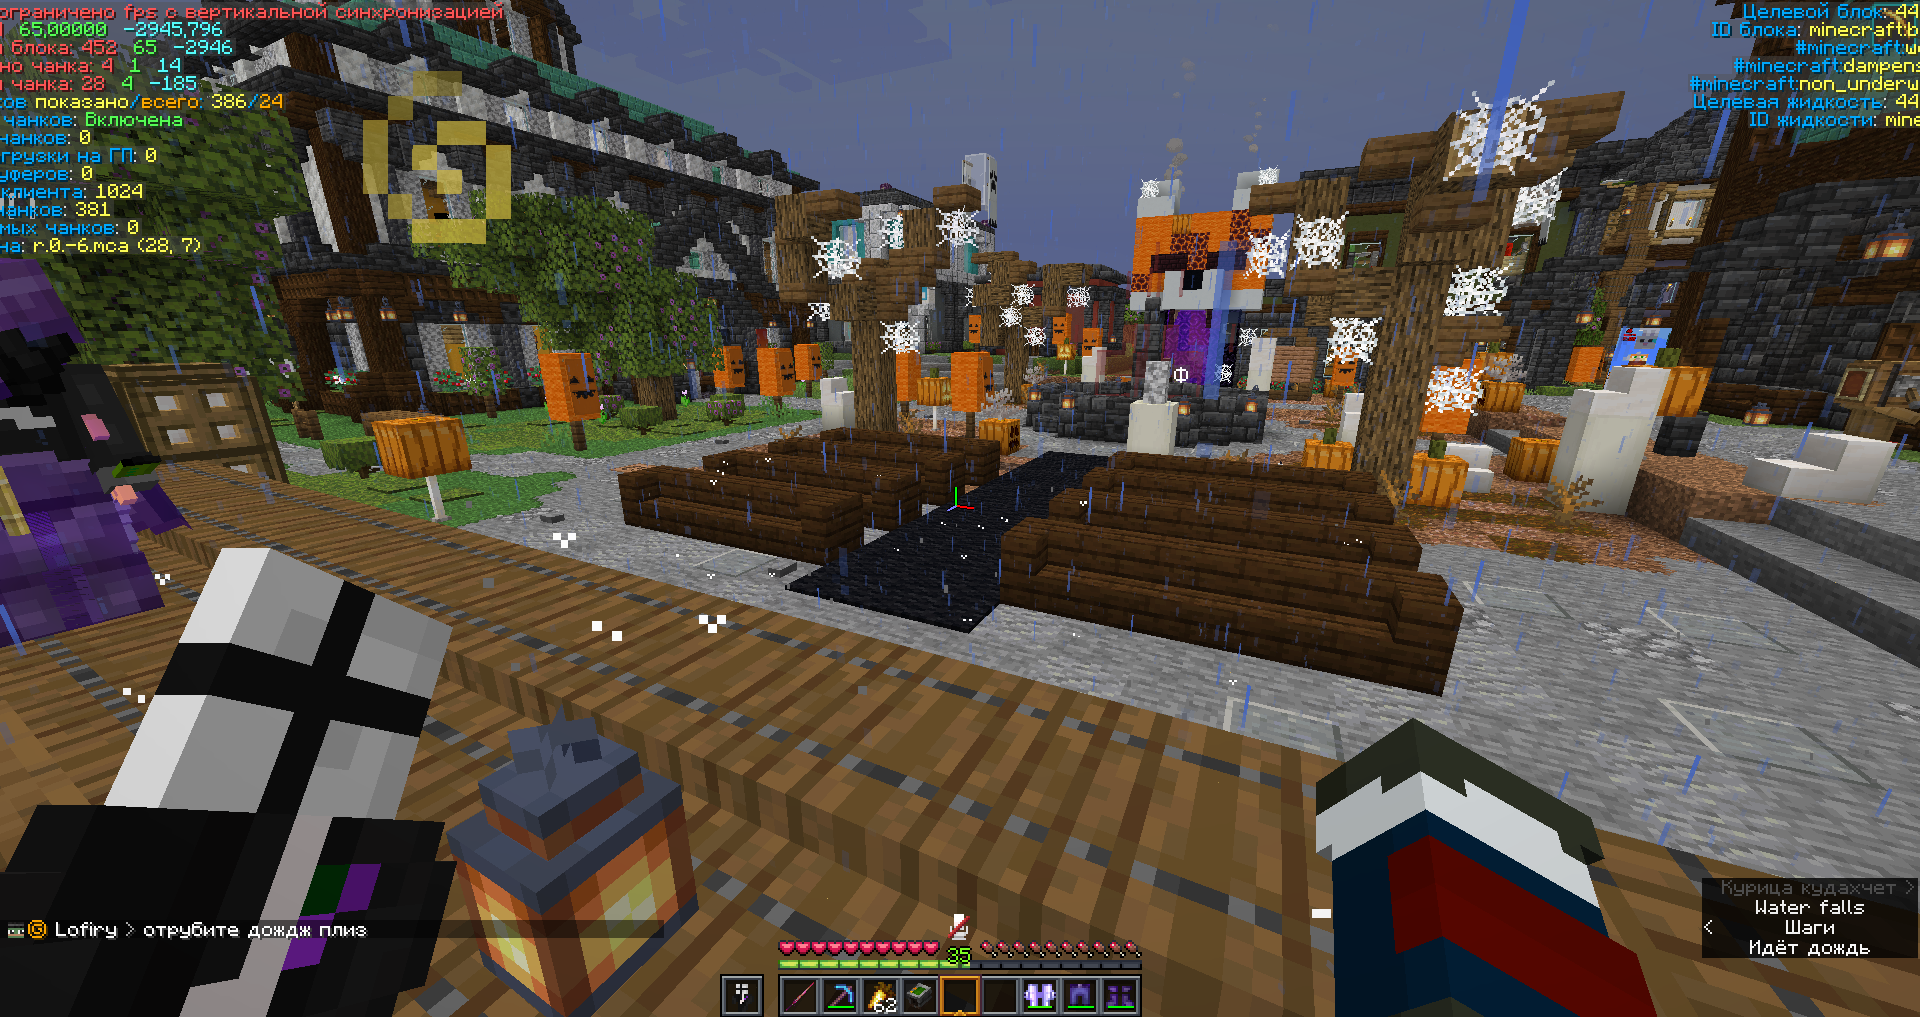 ограничено fps с вертикальной синхронизацией
65,00000 -2945,796
блока: 452 65 -2946
но чанка: 4 1 14
чанка: 28 4 -185
ков показано/всего: 386/24
чанков: Включена
чанков: 0
грузки на ГП: 0
уферов: 0
клиента: 1024
чанков: 381
мых чанков: 0
на: r.0.-6.mca (28, 7)
Целевой блок: 44
ID блока: minecraft:b
#minecraft:w
#minecraft:dampens
#minecraft:non_underw
Целевая жидкость: 44
ID жидкости: mine
Lofiry > отрубите дождж плиз
35
62
Курица кудахчет >
Water falls
< Шаги
Идёт дождь